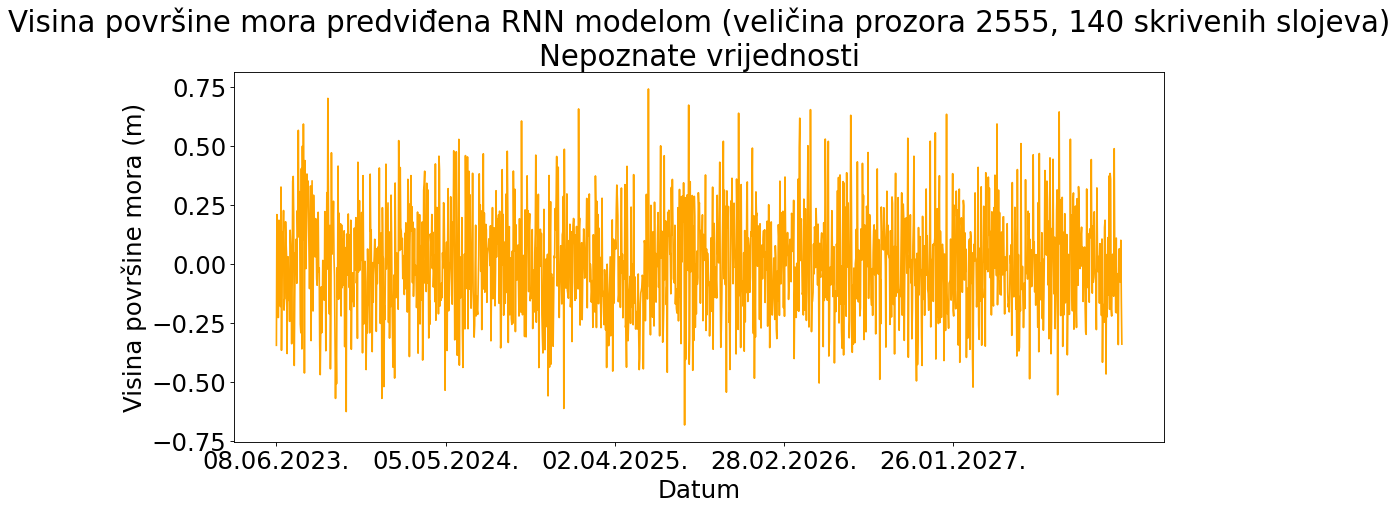 Visina površine mora predviđena RNN modelom (veličina prozora 2555, 140 skrivenih slojeva)
Nepoznate vrijednosti
Visina površine mora (m)
0.75
0.50
0.25
0.00
−0.25
−0.50
−0.75
08.06.2023. 05.05.2024. 02.04.2025. 28.02.2026. 26.01.2027.
Datum